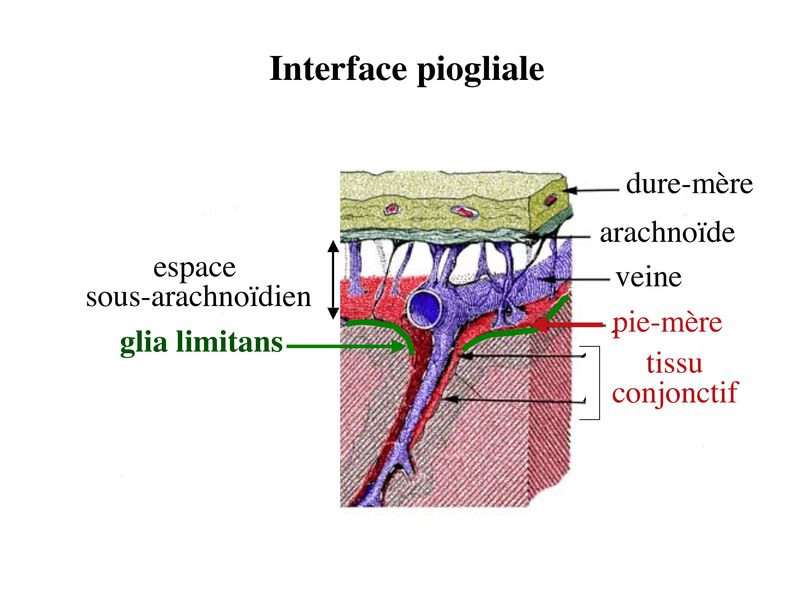 Interface piogliale
dure-mère
arachnoïde
espace
sous-arachnoïdien
veine
pie-mère
glia limitans
tissu
conjonctif